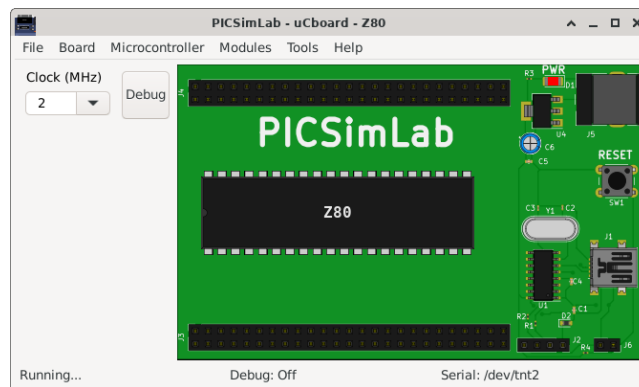 PICSimLab - uCboard - Z80
File Board Microcontroller Modules Tools Help
Clock (MHz)
2
Debug
J4
R3
PWR
D1
U4
J5
C6
C5
PICSimLab
RESET
SW1
Z80
C3
Y1
C2
J1
C4
U1
C1
R2
R1
D2
J3
J2
R4
J6
Running...
Debug: Off
Serial: /dev/tnt2